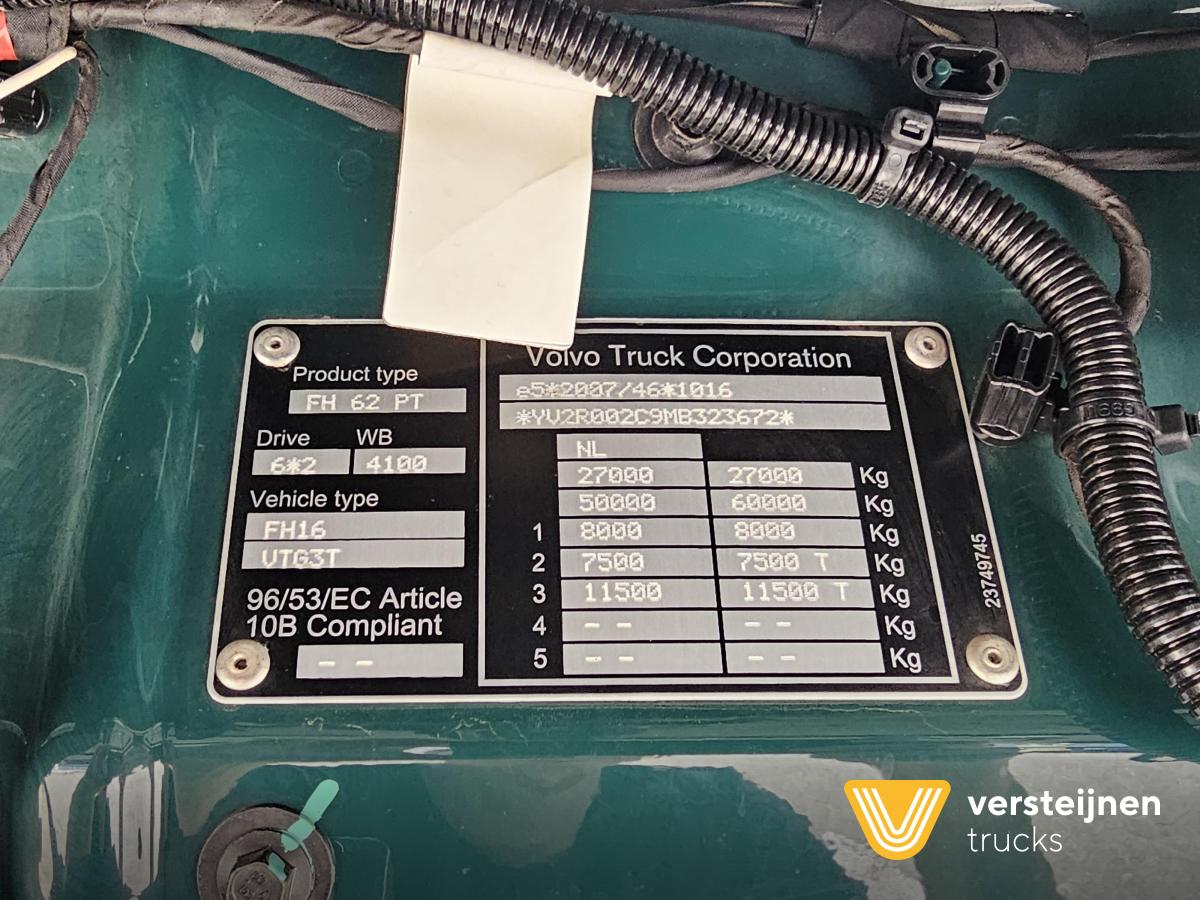 Product type
FH 62 PT
Drive WB
6*2 4100
Vehicle type
FH16
VTG3T
96/53/EC Article
10B Compliant
- -
Volvo Truck Corporation
e5*2007/46*1016
*YV2R002C9MB323672*
NL
27000 27000 Kg
50000 60000 Kg
1 8000 8000 Kg
2 7500 7500 T Kg
3 11500 11500 T Kg
4 - - - - Kg
5 - - - - Kg
23749745
versteijnen
trucks